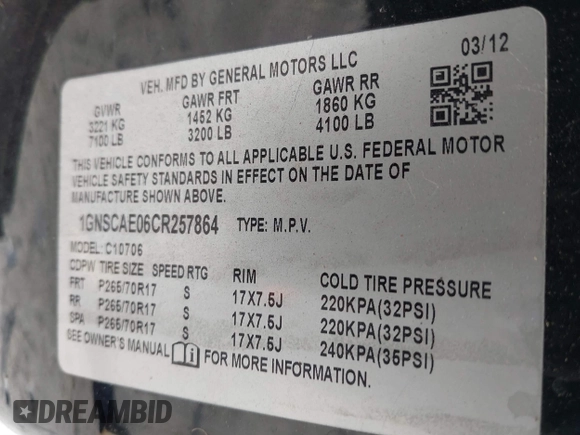 03/12
VEH. MFD BY GENERAL MOTORS LLC
GVWR GAWR FRT GAWR RR
3221 KG 1452 KG 1860 KG
7100 LB 3200 LB 4100 LB
THIS VEHICLE CONFORMS TO ALL APPLICABLE U.S. FEDERAL MOTOR
VEHICLE SAFETY STANDARDS IN EFFECT ON THE DATE OF
MANUFACTURE SHOWN ABOVE.
1GNSCAE06CR257864 TYPE: M.P.V.
MODEL: C10706
CDPW TIRE SIZE SPEED RTG RIM COLD TIRE PRESSURE
FRT P265/70R17 S 17X7.5J 220KPA(32PSI)
RR P265/70R17 S 17X7.5J 220KPA(32PSI)
SPA P265/70R17 S 17X7.5J 240KPA(35PSI)
SEE OWNER'S MANUAL FOR MORE INFORMATION.
DREAMBID